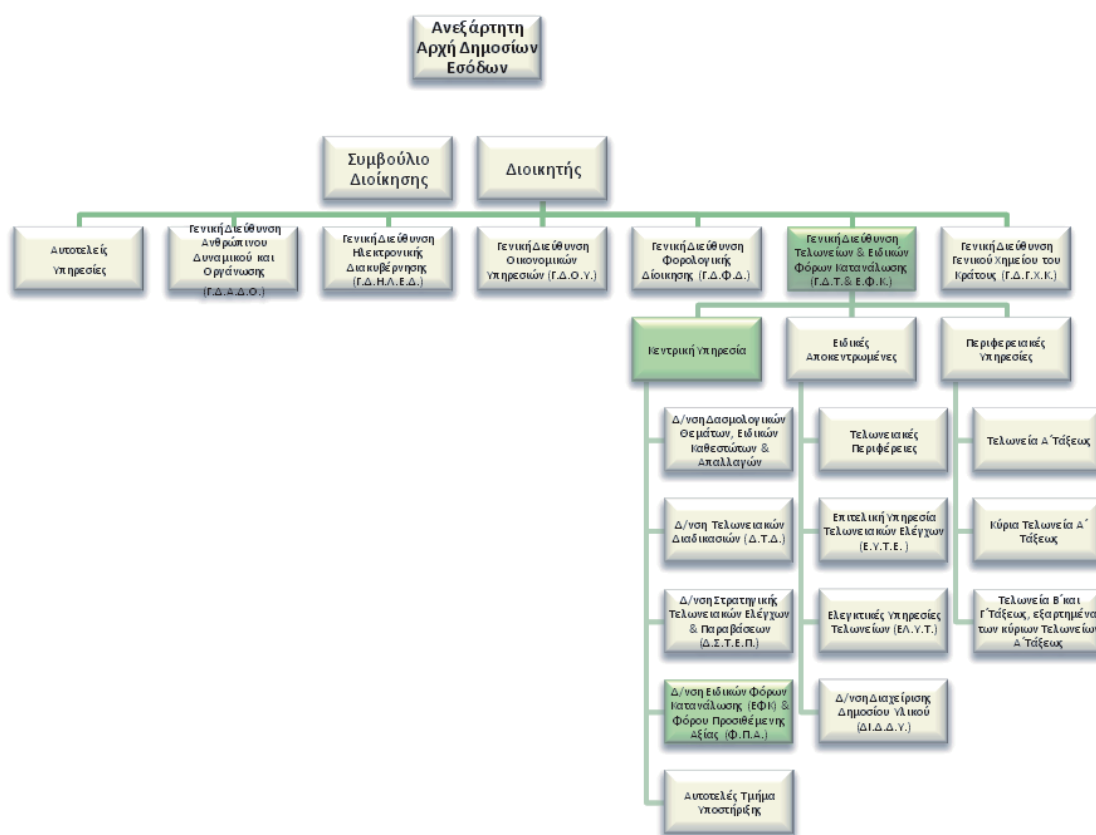 Ανεξάρτητη
Αρχή Δημοσίων
Εσόδων
Συμβούλιο
Διοίκησης
Διοικητής
Αυτοτελείς
Υπηρεσίες
Γενική Διεύθυνση
Ανθρώπινου
Δυναμικού και
Οργάνωσης
(Γ.Δ.Α.Δ.Ο.)
Γενική Διεύθυνση
Ηλεκτρονικής
Διακυβέρνησης
(Γ.Δ.Η.Λ.Ε.Δ.)
Γενική Διεύθυνση
Οικονομικών
Υπηρεσιών (Γ.Δ.Ο.Υ.)
Γενική Διεύθυνση
Φορολογικής
Δίοικησης (Γ.Δ.Φ.Δ.)
Γενική Διεύθυνση
Τελωνείων & Ειδικών
Φόρων Κατανάλωσης
(Γ.Δ.Τ.& Ε.Φ.Κ.)
Γενική Διεύθυνση
Γενικού Χημείου του
Κράτους (Γ.Δ.Γ.Χ.Κ.)
Κεντρική Υπηρεσία
Ειδικές
Αποκεντρωμένες
Περιφερειακές
Υπηρεσίες
Δ/νση Δασμολογικών
Θεμάτων, Ειδικών
Καθεστώτων &
Απαλλαγών
Δ/νση Τελωνειακών
Διαδικασιών (Δ.Τ.Δ.)
Δ/νση Στρατηγικής
Τελωνειακών Ελέγχων
& Παραβάσεων
(Δ.Σ.Τ.Ε.Π.)
Δ/νση Ειδικών Φόρων
Κατανάλωσης (ΕΦΚ) &
Φόρου Προσιθέμενης
Αξίας (Φ.Π.Α.)
Αυτοτελές Τμήμα
Υποστήριξης
Τελωνειακές
Περιφέρειες
Επιτελική Υπηρεσία
Τελωνειακών Ελέγχων
(Ε.Υ.Τ.Ε.)
Ελεγκτικές Υπηρεσίες
Τελωνείων (ΕΛ.Υ.Τ.)
Δ/νση Διαχείρισης
Δημοσίου Υλικού
(ΔΙ.Δ.Δ.Υ.)
Τελωνεία Α΄Τάξεως
Κύρια Τελωνεία Α΄
Τάξεως
Τελωνεία Β΄και
Γ΄Τάξεως, εξαρτημένα
των κύριων Τελωνείων
Α΄Τάξεως